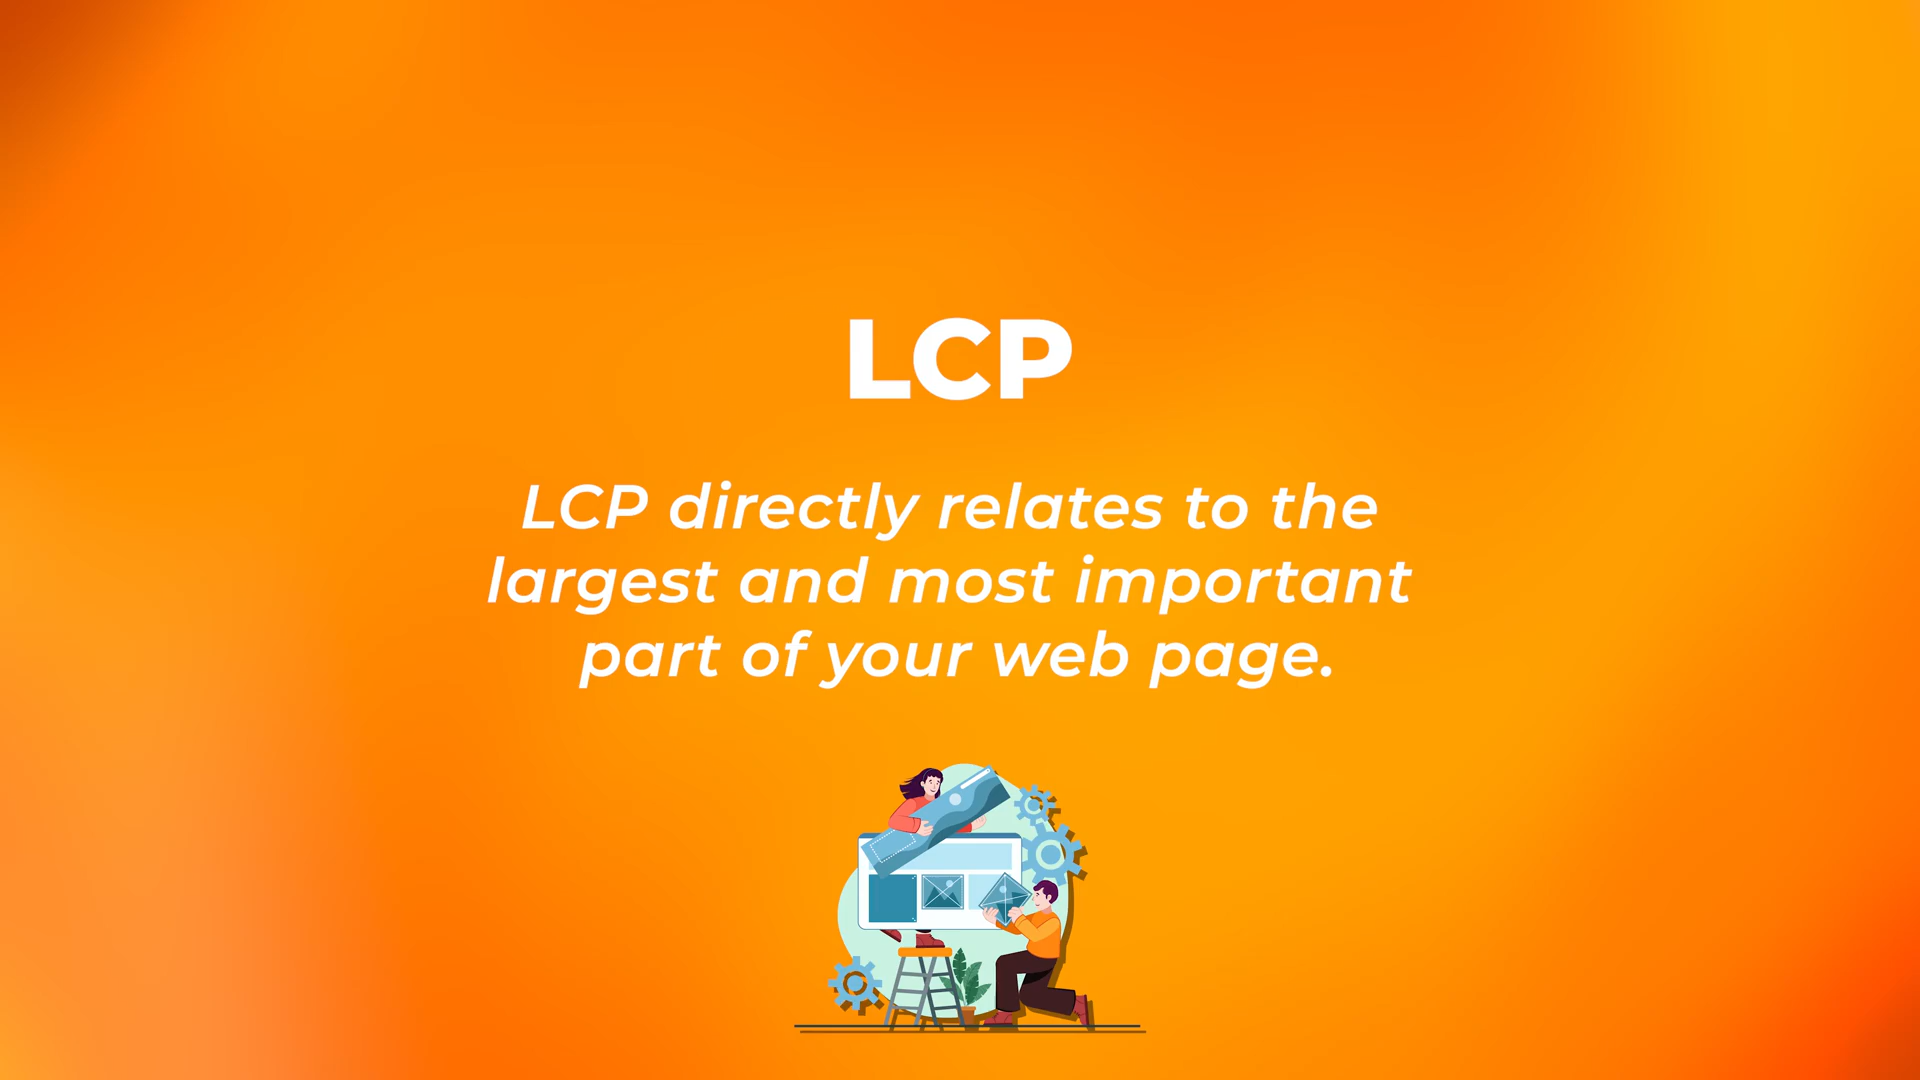 LCP
LCP directly relates to the
largest and most important
part of your web page.